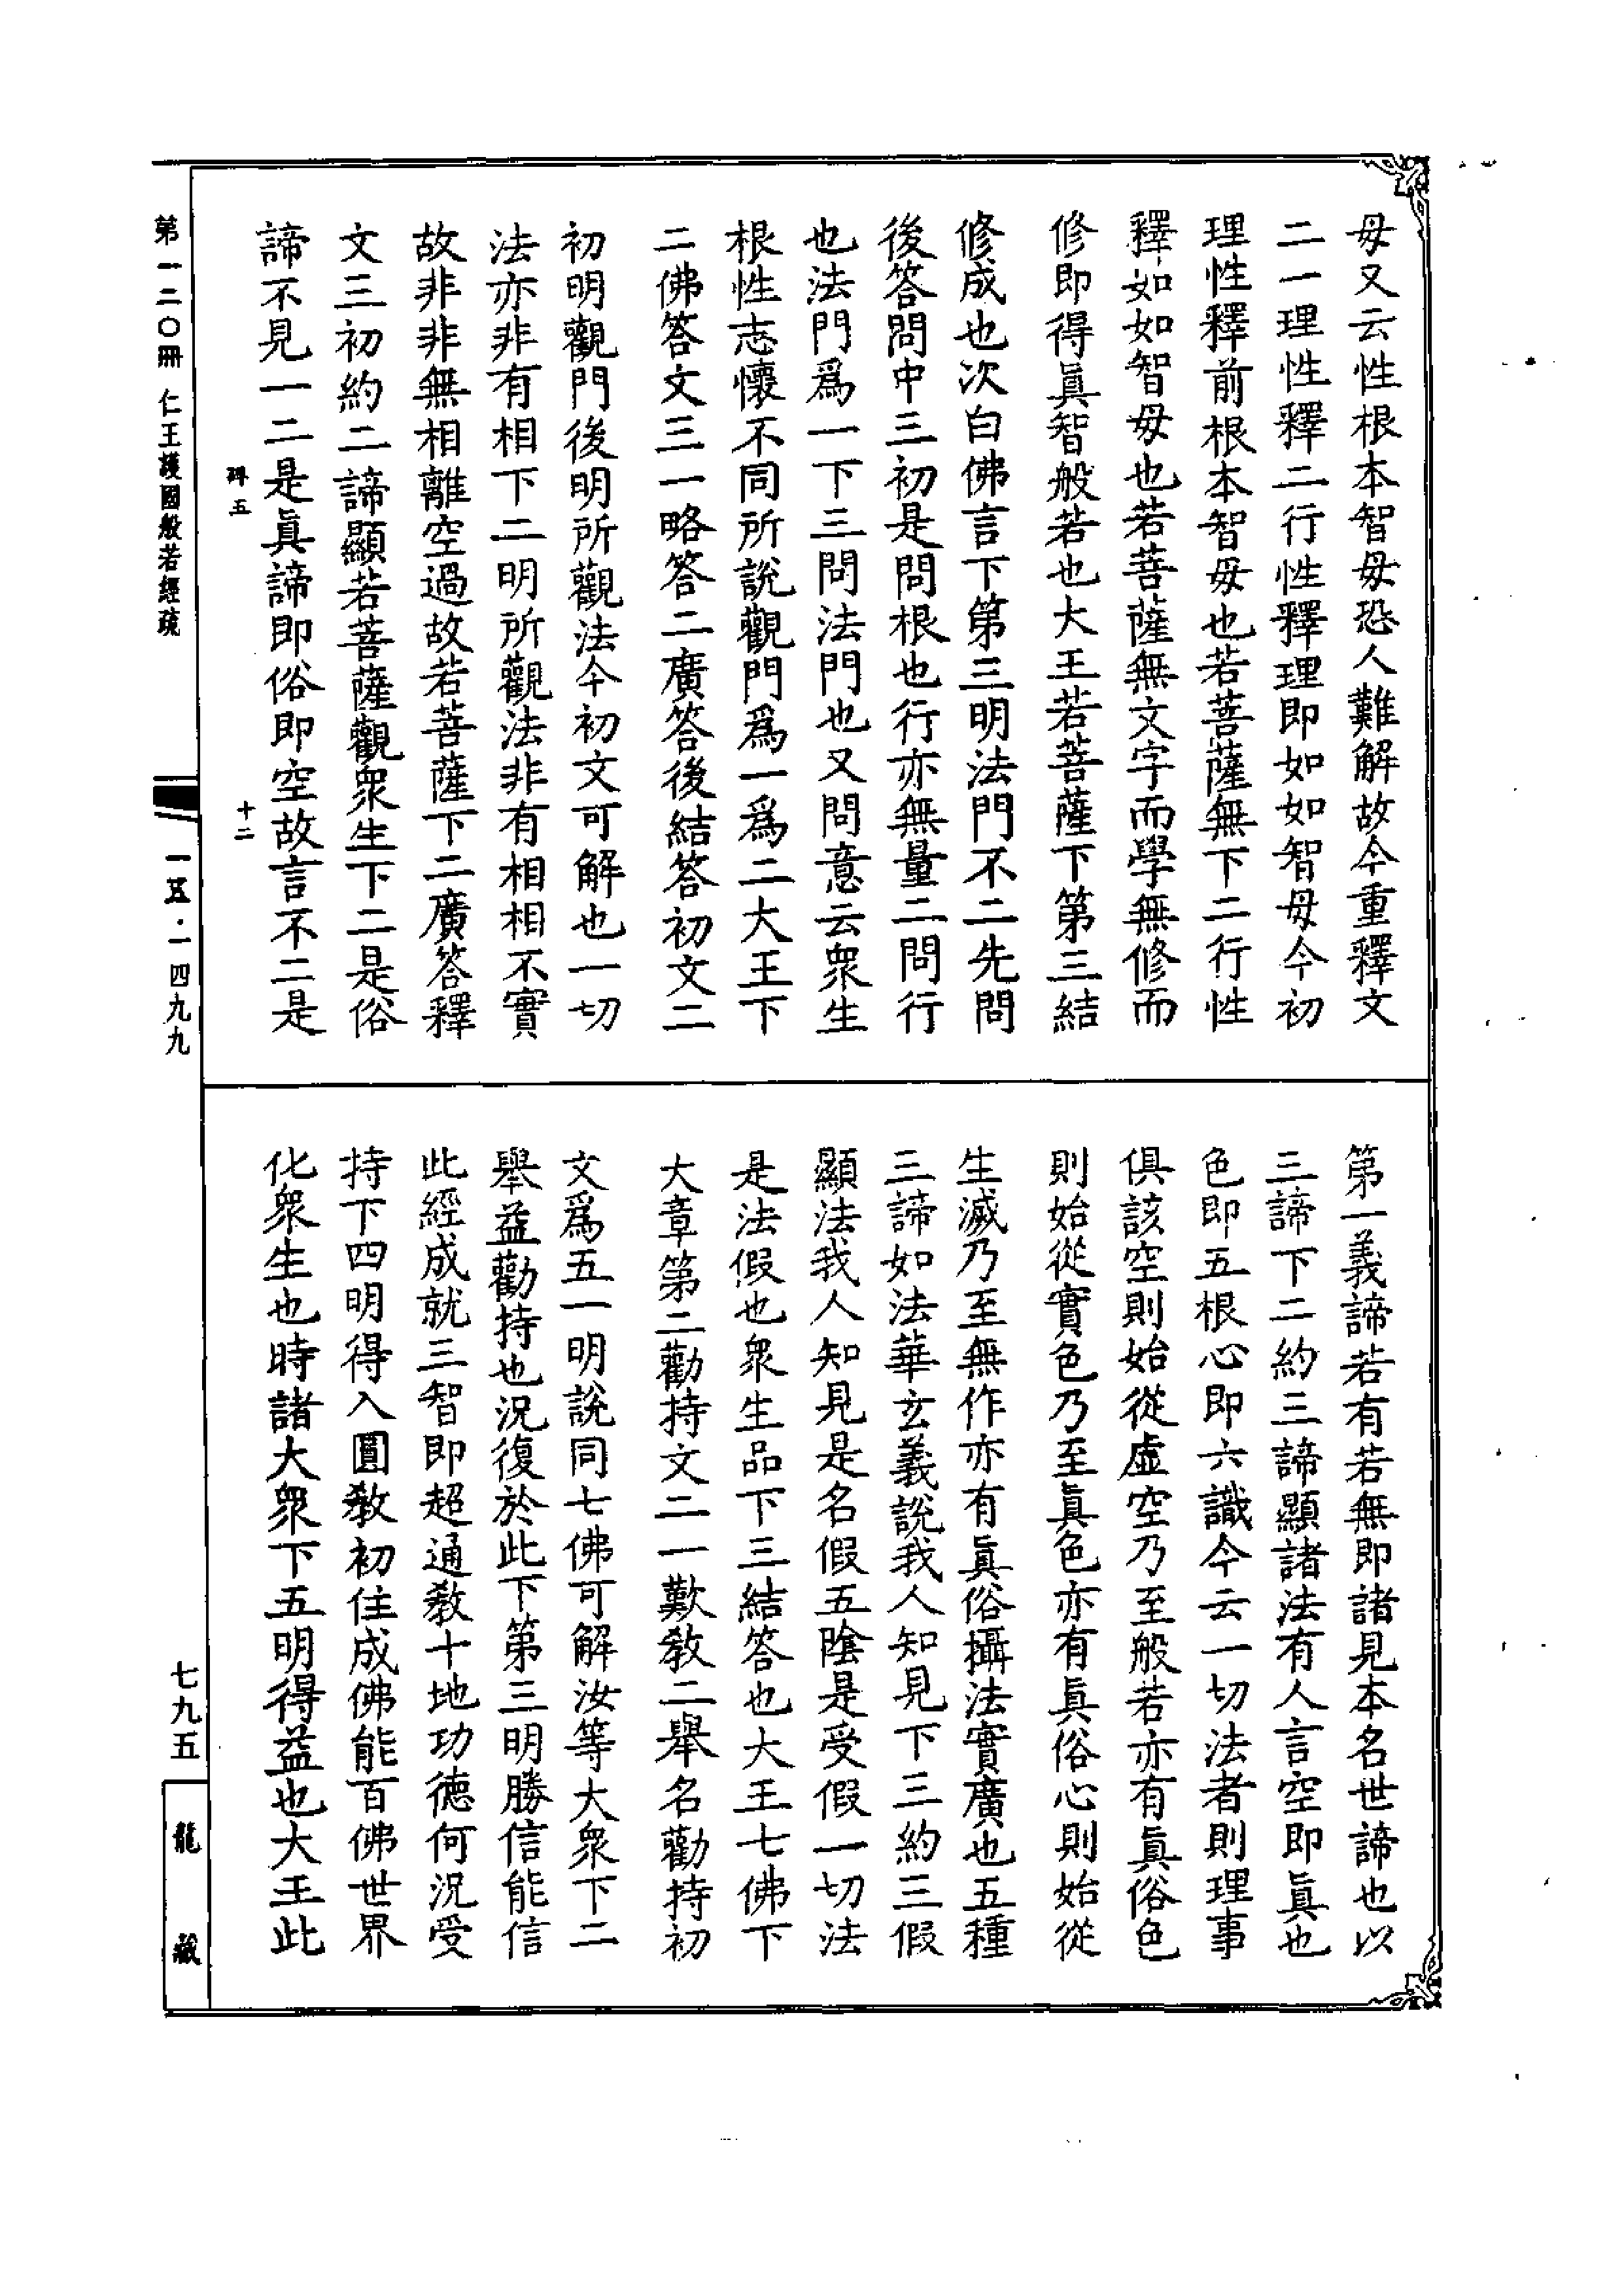 毋又云性根本智毋恐人難解故今重釋文
二一理性釋二行性釋理即如如智毋今初
理性釋前根本智毋也若菩薩無下二行性
釋如如智毋也若菩薩無文字而學無修而
修即得眞智般若也大王若菩薩下第三結
修成也次白佛言下第三明法門不二先問
後答問中三初是問根也行亦無量二問行
也法門爲一下三問法門也又問意云衆生
根性志懷不同所說觀門爲一爲二大王下
二佛答文三一略答二廣答後結答初文二
初明觀門後明所觀法今初文可解也一切
法亦非有相下二明所觀法非有相相不實
故非非無相離空過故若菩薩下二廣答釋
文三初約二諦顯若菩薩觀衆生下二是俗
諦不見一二是眞諦即俗即空故言不二是
第一義諦若有若無即諸見本名世諦也以
三諦下二約三諦顯諸法有人言空即眞也
色即五根心即六識今云一切法者則理事
俱該空則始從虛空乃至般若亦有眞俗色
則始從實色乃至眞色亦有眞俗心則始從
生滅乃至無作亦有眞俗攝法實廣也五種
三諦如法華玄義說我人知見下三約三假
顯法我人知見是名假五陰是受假一切法
是法假也衆生品下三結答也大王七佛下
大章第二勸持文二一歎教二舉名勸持初
文爲五一明說同七佛可解汝等大衆下二
舉益勸持也況復於此下第三明勝信能信
此經成就三智即超通教十地功德何況受
持下四明得入圓教初住成佛能百佛世界
化衆生也時諸大衆下五明得益也大王此
第一二〇冊 仁王護國般若經疏
一五·一四九九
七九五
龍藏
十二